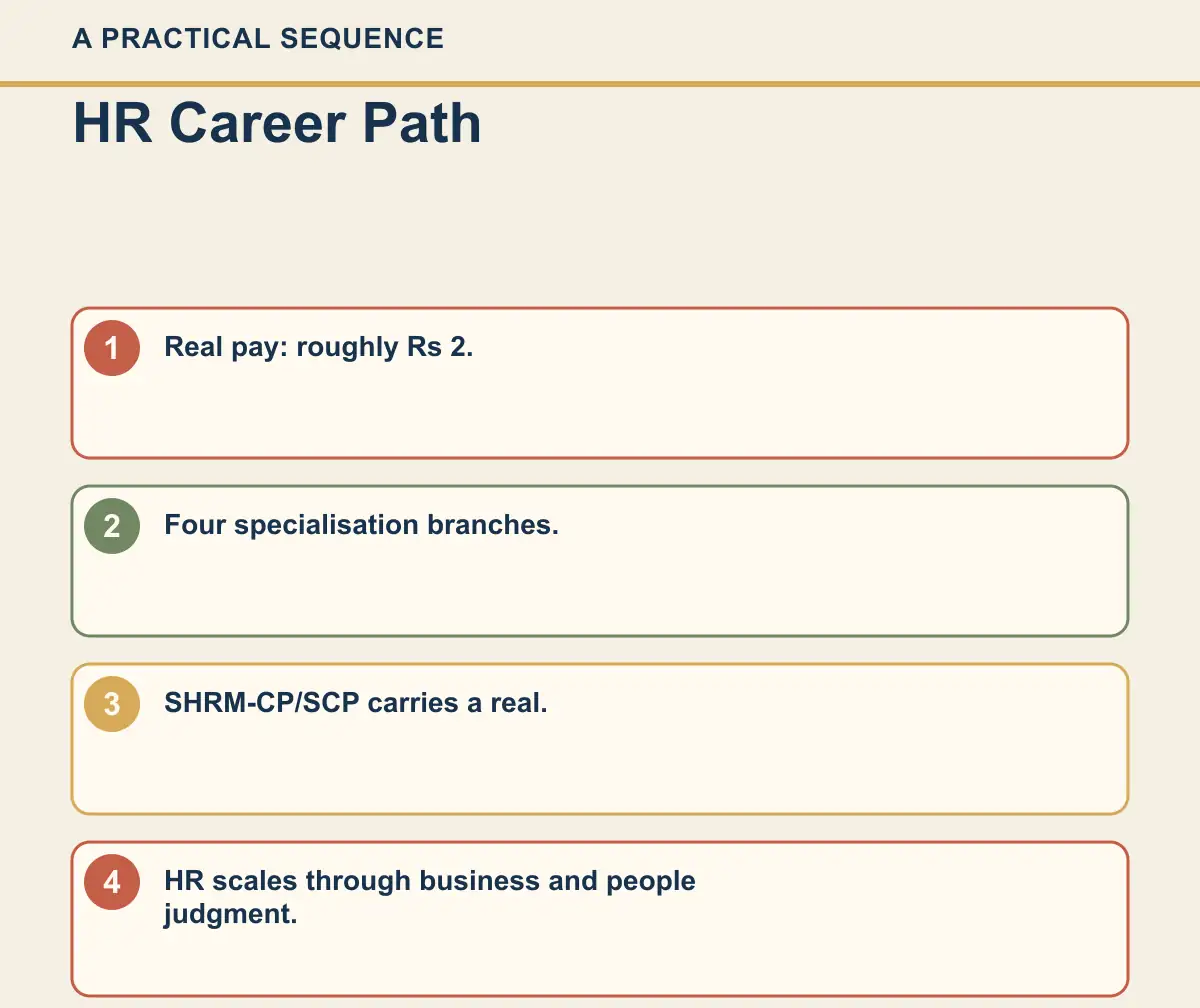 A PRACTICAL SEQUENCE
HR Career Path
1 Real pay: roughly Rs 2.
2 Four specialisation branches.
3 SHRM-CP/SCP carries a real.
4 HR scales through business and people
judgment.